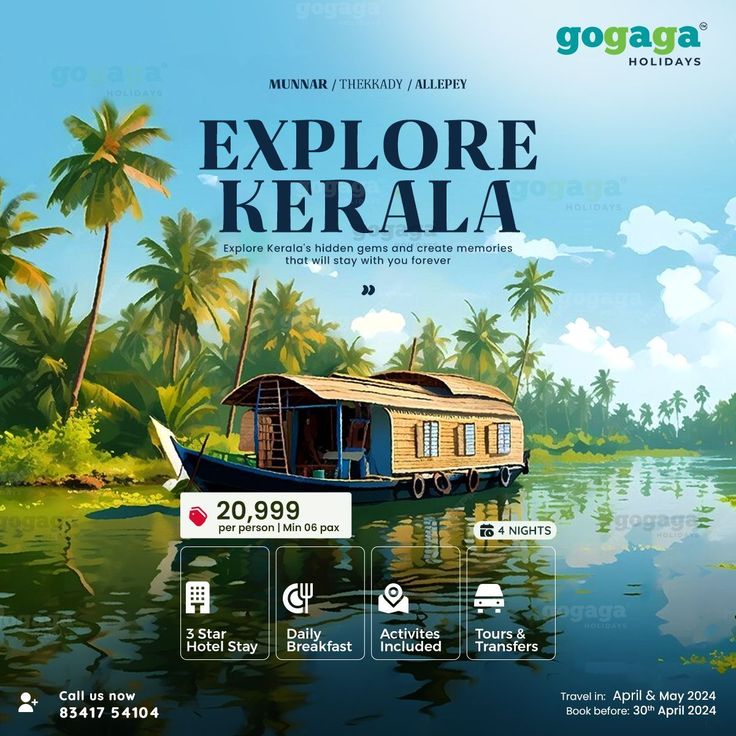 gogaga™
HOLIDAYS
MUNNAR / THEKKADY / ALLEPEY
EXPLORE
KERALA
Explore Kerala's hidden gems and create memories
that will stay with you forever
”
20,999
per person | Min 06 pax
4 NIGHTS
3 Star
Hotel Stay
Daily
Breakfast
Activites
Included
Tours &
Transfers
Call us now
83417 54104
Travel in: April & May 2024
Book before: 30th April 2024